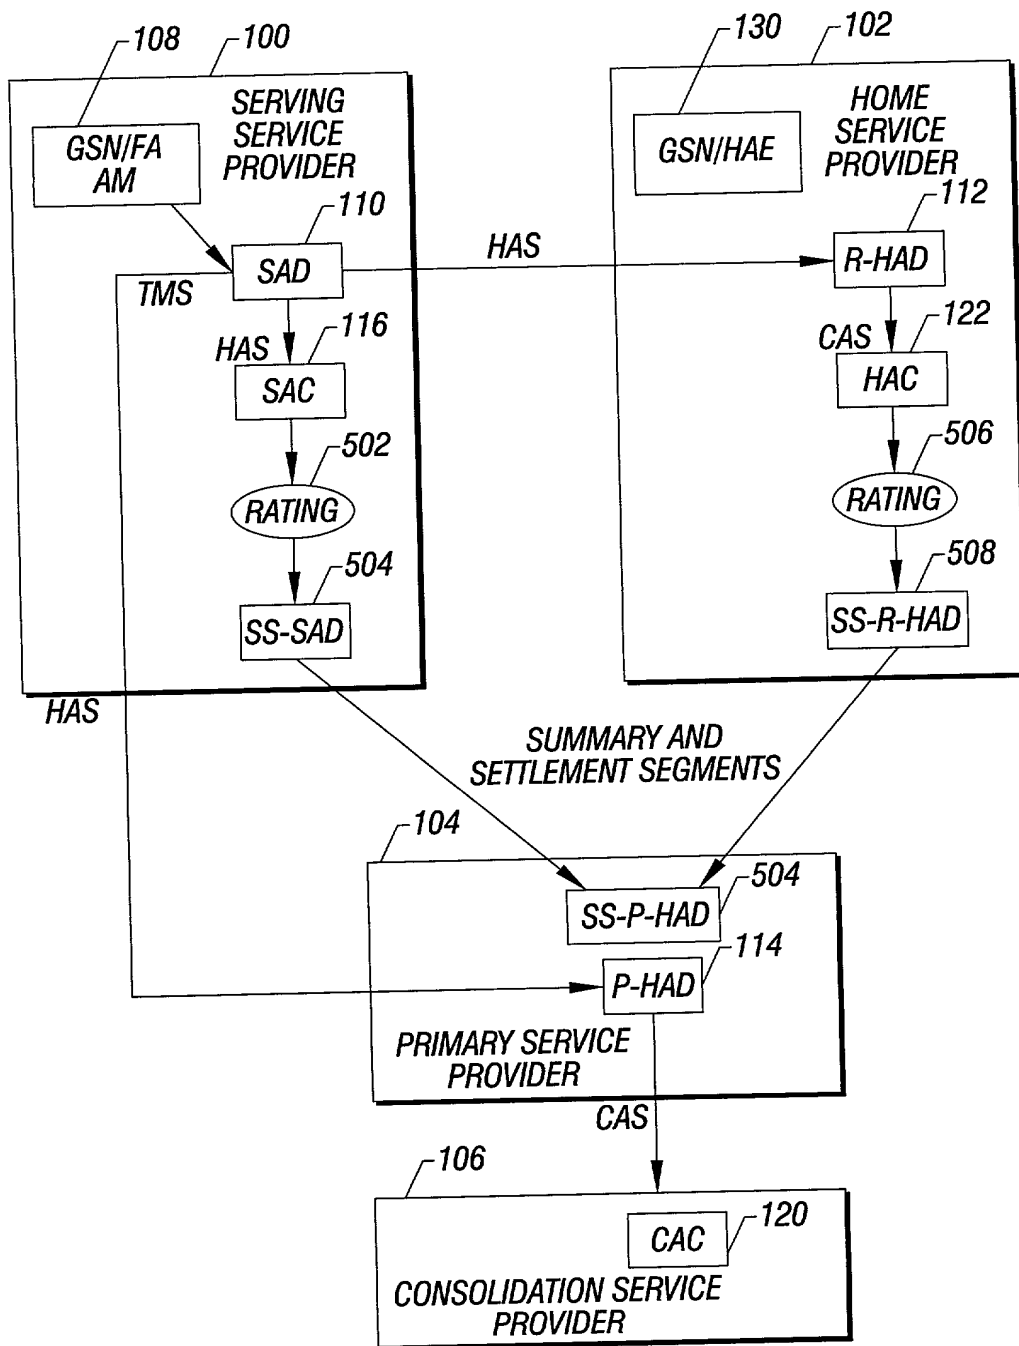 108
100
130
102
SERVING
SERVICE
PROVIDER
GSN/FA
AM
HOME
SERVICE
PROVIDER
GSN/HAE
110
112
HAS
SAD
R-HAD
TMS
116
122
HAS
CAS
SAC
HAC
502
506
RATING
RATING
504
508
SS-SAD
SS-R-HAD
HAS
SUMMARY AND
SETTLEMENT SEGMENTS
104
504
SS-P-HAD
114
P-HAD
PRIMARY SERVICE
PROVIDER
CAS
106
120
CAC
CONSOLIDATION SERVICE
PROVIDER